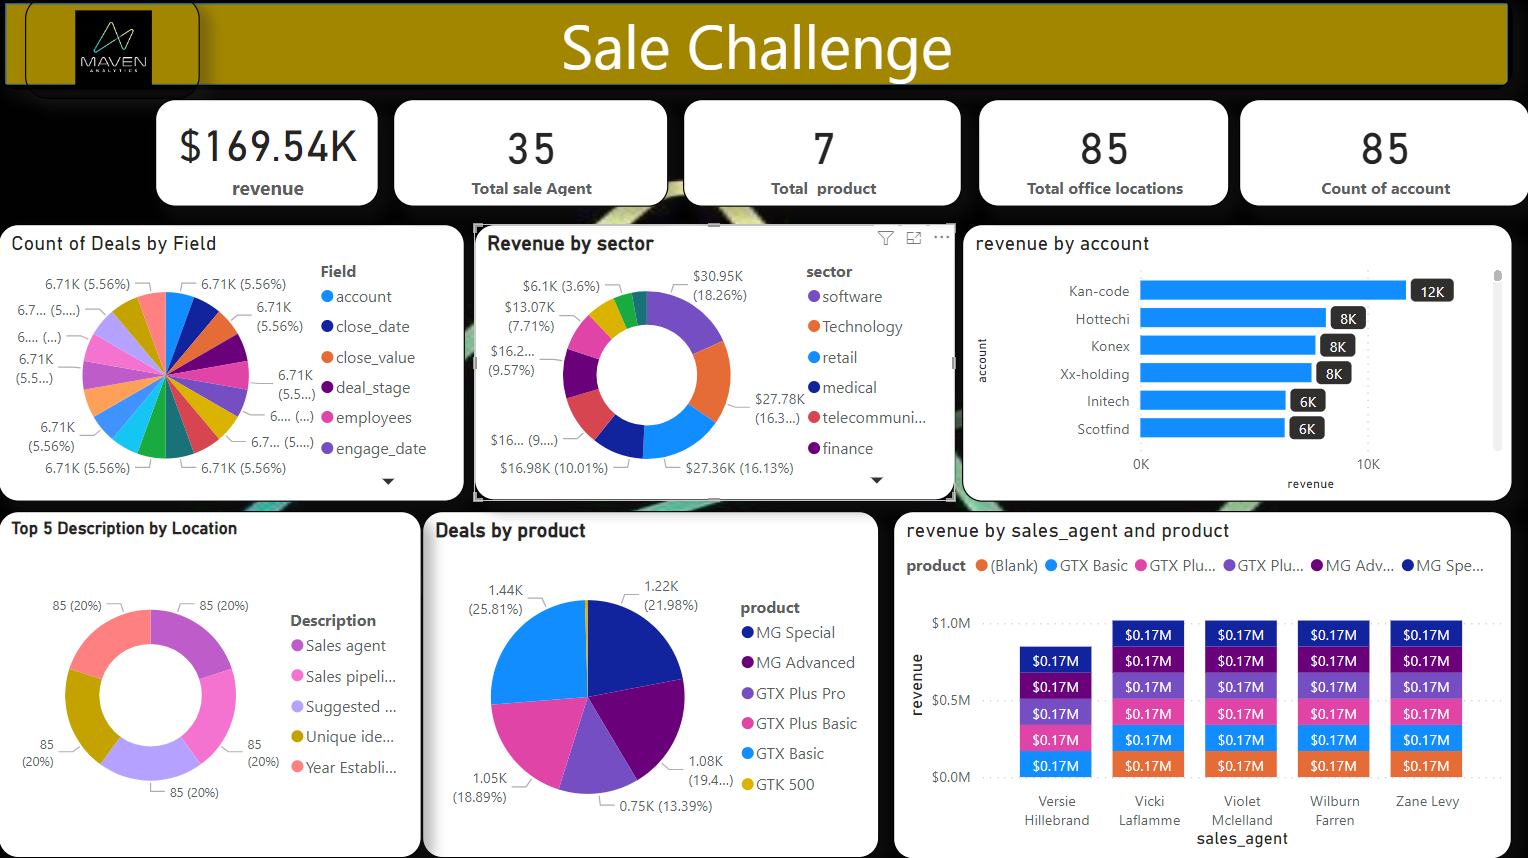 MAVEN
ANALYTICS
Sale Challenge
$169.54K
revenue
35
Total sale Agent
7
Total product
85
Total office locations
85
Count of account
Count of Deals by Field
6.71K (5.56%)
6.71K (5.56%)
6.7... (5....)
6.71K
(5.56%)
6.... (...)
6.71K
(5.5...)
6.71K
(5.5...)
6.... (...)
6.71K
(5.56%)
6.7... (5....)
6.71K (5.56%)
6.71K (5.56%)
Field
account
close_date
close_value
deal_stage
employees
engage_date
Revenue by sector
$6.1K (3.6%)
$30.95K
(18.26%)
$13.07K
(7.71%)
$16.2...
(9.57%)
$27.78K
(16.3...)
$16... (9....)
$16.98K (10.01%)
$27.36K (16.13%)
sector
software
Technology
retail
medical
telecommuni...
finance
revenue by account
account
Kan-code
12K
Hottechi
8K
Konex
8K
Xx-holding
8K
Initech
6K
Scotfind
6K
0K
10K
revenue
Top 5 Description by Location
85 (20%)
85 (20%)
85
(20%)
85
(20%)
85 (20%)
Description
Sales agent
Sales pipeli...
Suggested ...
Unique ide...
Year Establi...
Deals by product
1.44K
(25.81%)
1.22K
(21.98%)
1.05K
(18.89%)
1.08K
(19.4...)
0.75K (13.39%)
product
MG Special
MG Advanced
GTX Plus Pro
GTX Plus Basic
GTX Basic
GTK 500
revenue by sales_agent and product
product (Blank) GTX Basic GTX Plu... GTX Plu... MG Adv... MG Spe...
revenue
$1.0M
$0.5M
$0.0M
$0.17M $0.17M $0.17M $0.17M
$0.17M $0.17M $0.17M $0.17M $0.17M
$0.17M $0.17M $0.17M $0.17M $0.17M
$0.17M $0.17M $0.17M $0.17M $0.17M
$0.17M $0.17M $0.17M $0.17M $0.17M
$0.17M $0.17M $0.17M $0.17M $0.17M
Versie
Hillebrand
Vicki
Laflamme
Violet
Mclelland
Wilburn
Farren
Zane Levy
sales_agent